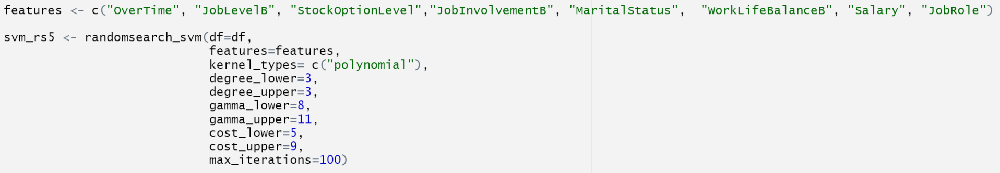 features <- c("OverTime", "JobLevelB", "StockOptionLevel","JobInvolvementB", "MaritalStatus",  "WorkLifeBalanceB", "Salary", "JobRole")
svm_rs5 <- randomsearch_svm(df=df,
features=features,
kernel_types= c("polynomial"),
degree_lower=3,
degree_upper=3,
gamma_lower=8,
gamma_upper=11,
cost_lower=5,
cost_upper=9,
max_iterations=100)